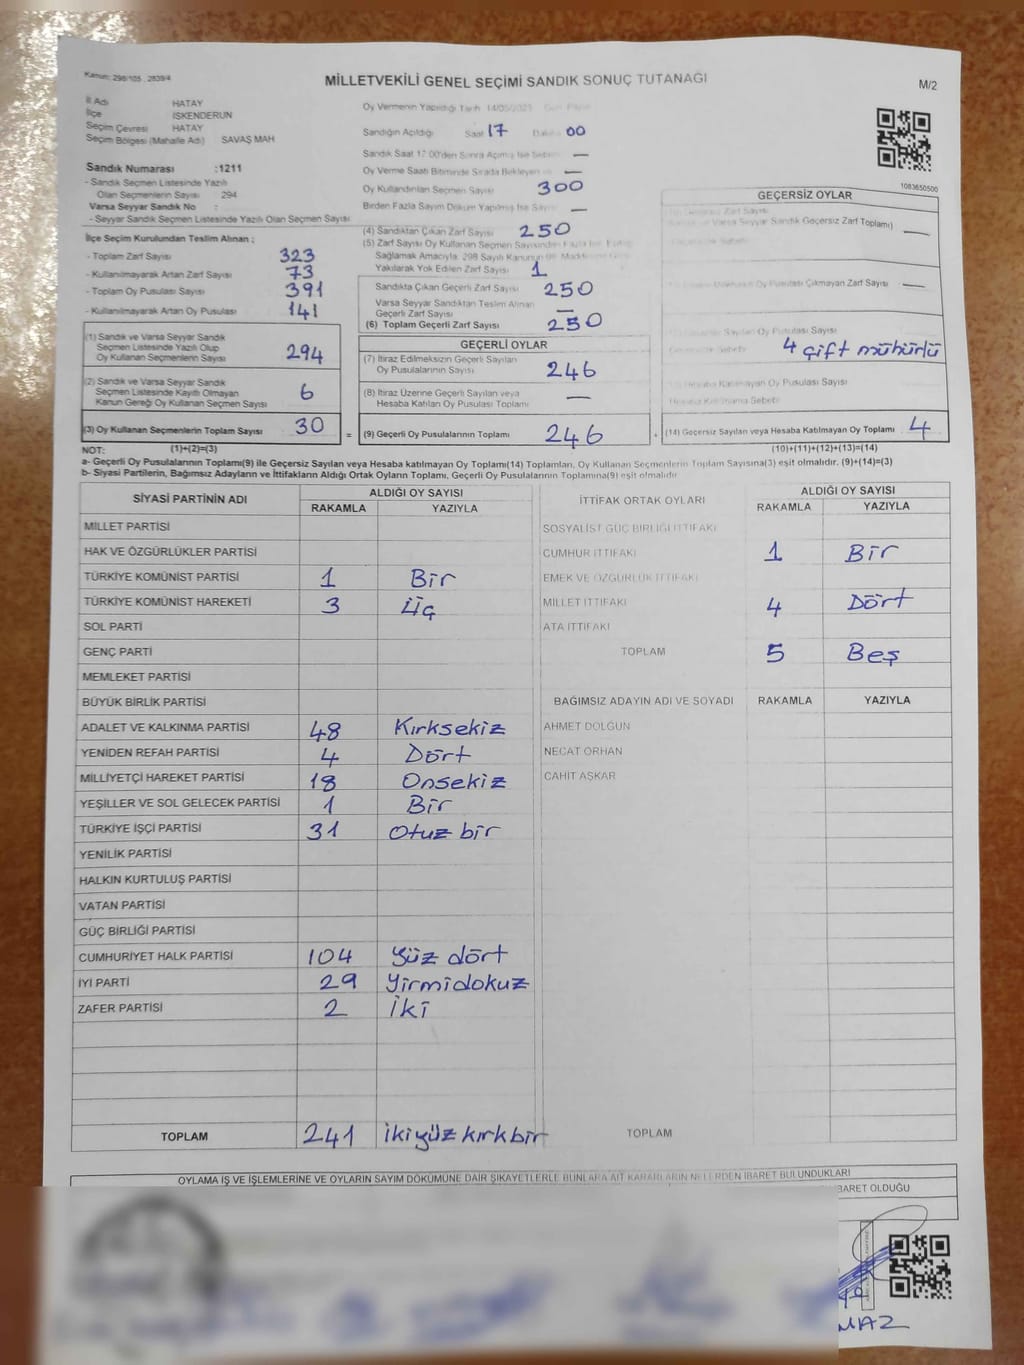 Kanun: 298/105 , 2839/4
MİLLETVEKİLİ GENEL SEÇİMİ SANDIK SONUÇ TUTANAĞI
M/2
İl Adı HATAY
İlçe İSKENDERUN
Seçim Çevresi HATAY
Seçim Bölgesi (Mahalle Adı) SAVAŞ MAH
Sandık Numarası :1211
- Sandık Seçmen Listesinde Yazılı
Olan Seçmenlerin Sayısı 294
Varsa Seyyar Sandık No :
- Seyyar Sandık Seçmen Listesinde Yazılı Olan Seçmen Sayısı
Oy Vermenin Yapıldığı Tarih 14/05/2023
Sandığın Açıldığı Saat 17 Dakika 00
Sandık Saat 17:00'den Sonra Açılmış İse Sebebi —
Oy Verme Saati Bitiminde Sırada Bekleyen —
Oy Kullandırılan Seçmen Sayısı 300
Birden Fazla Sayım Döküm Yapılmış İse Sayısı —
1083650500
İlçe Seçim Kurulundan Teslim Alınan ;
- Toplam Zarf Sayısı 323
- Kullanılmayarak Artan Zarf Sayısı 73
- Toplam Oy Pusulası Sayısı 391
- Kullanılmayarak Artan Oy Pusulası 141
(4) Sandıktan Çıkan Zarf Sayısı 250
(5) Zarf Sayısı Oy Kullanan Seçmen Sayısından Fazla İse
Sağlamak Amacıyla, 298 Sayılı Kanunun
Yakılarak Yok Edilen Zarf Sayısı 1
Sandıkta Çıkan Geçerli Zarf Sayısı 250
Varsa Seyyar Sandıktan Teslim Alınan
Geçerli Zarf Sayısı —
(6) Toplam Geçerli Zarf Sayısı 250
(1) Sandık ve Varsa Seyyar Sandık
Seçmen Listesinde Yazılı Olup
Oy Kullanan Seçmenlerin Sayısı 294
(2) Sandık ve Varsa Seyyar Sandık
Seçmen Listesinde Kayıtlı Olmayan
Kanun Gereği Oy Kullanan Seçmen Sayısı 6
(3) Oy Kullanan Seçmenlerin Toplam Sayısı 30 =
GEÇERLİ OYLAR
(7) İtiraz Edilmeksizin Geçerli Sayılan
Oy Pusulalarının Sayısı 246
(8) İtiraz Üzerine Geçerli Sayılan veya
Hesaba Katılan Oy Pusulası Toplamı —
(9) Geçerli Oy Pusulalarının Toplamı 246 +
GEÇERSİZ OYLAR
Sandık Geçersiz Zarf Toplamı) —
Oy Pusulası Çıkmayan Zarf Sayısı —
Sayılan Oy Pusulası Sayısı
4 çift mühürlü
Hesaba Katılmayan Oy Pusulası Sayısı
Hesaba Katılmama Sebebi
(14) Geçersiz Sayılan veya Hesaba Katılmayan Oy Toplamı 4
NOT: (1)+(2)=(3) (10)+(11)+(12)+(13)=(14)
a- Geçerli Oy Pusulalarının Toplamı(9) ile Geçersiz Sayılan veya Hesaba katılmayan Oy Toplamı(14) Toplamları, Oy Kullanan Seçmenlerin Toplam Sayısına(3) eşit olmalıdır. (9)+(14)=(3)
b- Siyasi Partilerin, Bağımsız Adayların ve İttifakların Aldığı Ortak Oyların Toplamı, Geçerli Oy Pusulalarının Toplamına(9) eşit olmalıdır
SİYASİ PARTİNİN ADI ALDIĞI OY SAYISI
RAKAMLA YAZIYLA
MİLLET PARTİSİ
HAK VE ÖZGÜRLÜKLER PARTİSİ
TÜRKİYE KOMÜNİST PARTİSİ 1 Bir
TÜRKİYE KOMÜNİST HAREKETİ 3 Üç
SOL PARTİ
GENÇ PARTİ
MEMLEKET PARTİSİ
BÜYÜK BİRLİK PARTİSİ
ADALET VE KALKINMA PARTİSİ 48 Kırksekiz
YENİDEN REFAH PARTİSİ 4 Dört
MİLLİYETÇİ HAREKET PARTİSİ 18 Onsekiz
YEŞİLLER VE SOL GELECEK PARTİSİ 1 Bir
TÜRKİYE İŞÇİ PARTİSİ 31 Otuz bir
YENİLİK PARTİSİ
HALKIN KURTULUŞ PARTİSİ
VATAN PARTİSİ
GÜÇ BİRLİĞİ PARTİSİ
CUMHURİYET HALK PARTİSİ 104 Yüz dört
İYİ PARTİ 29 Yirmidokuz
ZAFER PARTİSİ 2 İki
TOPLAM 241 ikiyüz kırkbir
İTTİFAK ORTAK OYLARI ALDIĞI OY SAYISI
RAKAMLA YAZIYLA
SOSYALİST GÜÇ BİRLİĞİ İTTİFAKI
CUMHUR İTTİFAKI 1 Bir
EMEK VE ÖZGÜRLÜK İTTİFAKI
MİLLET İTTİFAKI 4 Dört
ATA İTTİFAKI
TOPLAM 5 Beş
BAĞIMSIZ ADAYIN ADI VE SOYADI RAKAMLA YAZIYLA
AHMET DOLGUN
NECAT ORHAN
CAHİT AŞKAR
TOPLAM
OYLAMA İŞ VE İŞLEMLERİNE VE OYLARIN SAYIM DÖKÜMÜNE DAİR ŞİKAYETLERLE BUNLARA AİT KARARLARIN NELERDEN İBARET BULUNDUKLARI
İBARET OLDUĞU
MAZ